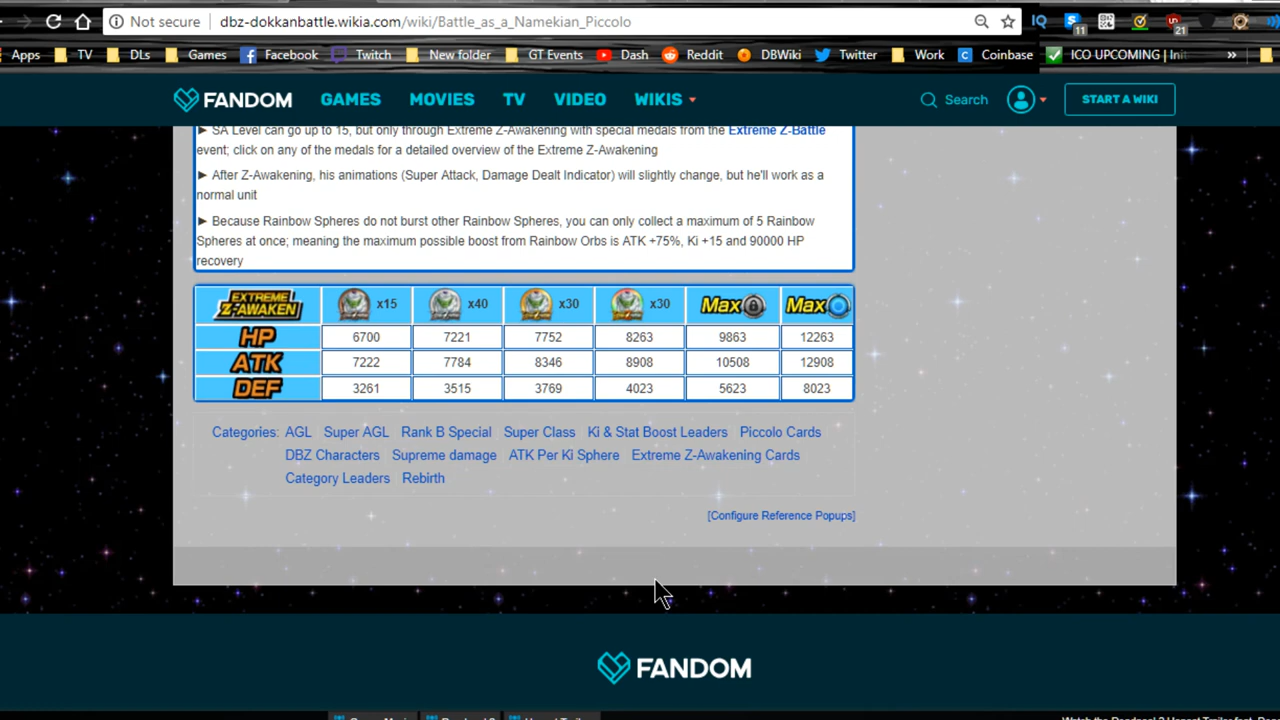 Not secure | dbz-dokkanbattle.wikia.com/wiki/Battle_as_a_Namekian_Piccolo
IQ 11 21
Apps TV DLs Games Facebook Twitch New folder GT Events Dash Reddit DBWiki Twitter Work Coinbase ICO UPCOMING | Init »
FANDOM GAMES MOVIES TV VIDEO WIKIS Search START A WIKI
► SA Level can go up to 15, but only through Extreme Z-Awakening with special medals from the Extreme Z-Battle
event; click on any of the medals for a detailed overview of the Extreme Z-Awakening
► After Z-Awakening, his animations (Super Attack, Damage Dealt Indicator) will slightly change, but he'll work as a
normal unit
► Because Rainbow Spheres do not burst other Rainbow Spheres, you can only collect a maximum of 5 Rainbow
Spheres at once; meaning the maximum possible boost from Rainbow Orbs is ATK +75%, Ki +15 and 90000 HP
recovery
EXTREME Z-AWAKEN x15 x40 x30 x30 Max Max
HP 6700 7221 7752 8263 9863 12263
ATK 7222 7784 8346 8908 10508 12908
DEF 3261 3515 3769 4023 5623 8023
Categories: AGL Super AGL Rank B Special Super Class Ki & Stat Boost Leaders Piccolo Cards
DBZ Characters Supreme damage ATK Per Ki Sphere Extreme Z-Awakening Cards
Category Leaders Rebirth
[Configure Reference Popups]
FANDOM